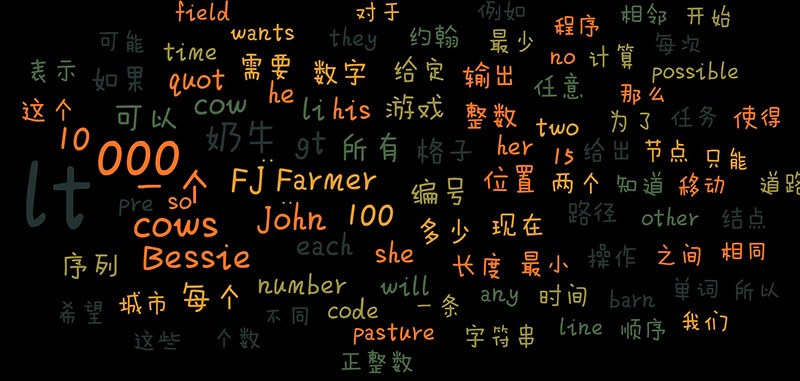 field 对于 例如 程序 相邻 开始
可能 wants they 约翰 最少 no 计算 每次
表示 如果 time 需要 数字 给定 输出 任意 possible
这个 quot he 那么
可以 cow li his 游戏 整数 two 为了 任务 使得
10 000 奶牛 gt 所有 格子 her 15 给出 节点 只能
lt 一个 FJ Farmer 编号 位置 两个 知道 移动 道路
pre so
cows John 100 多少 现在 路径 other 结点
序列 Bessie each she 长度 最小 操作 之间 相同
希望 城市 每个 number will any 时间 barn 单词 所以
不同 code 一条
这些 个数 pasture 字符串 line 顺序 我们
正整数